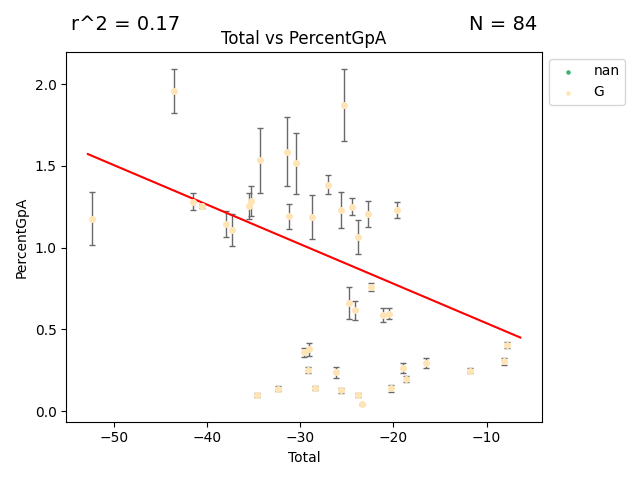 r^2 = 0.17
N = 84
Total vs PercentGpA
nan
G
PercentGpA
2.0
1.5
1.0
0.5
0.0
−50
−40
−30
−20
−10
Total